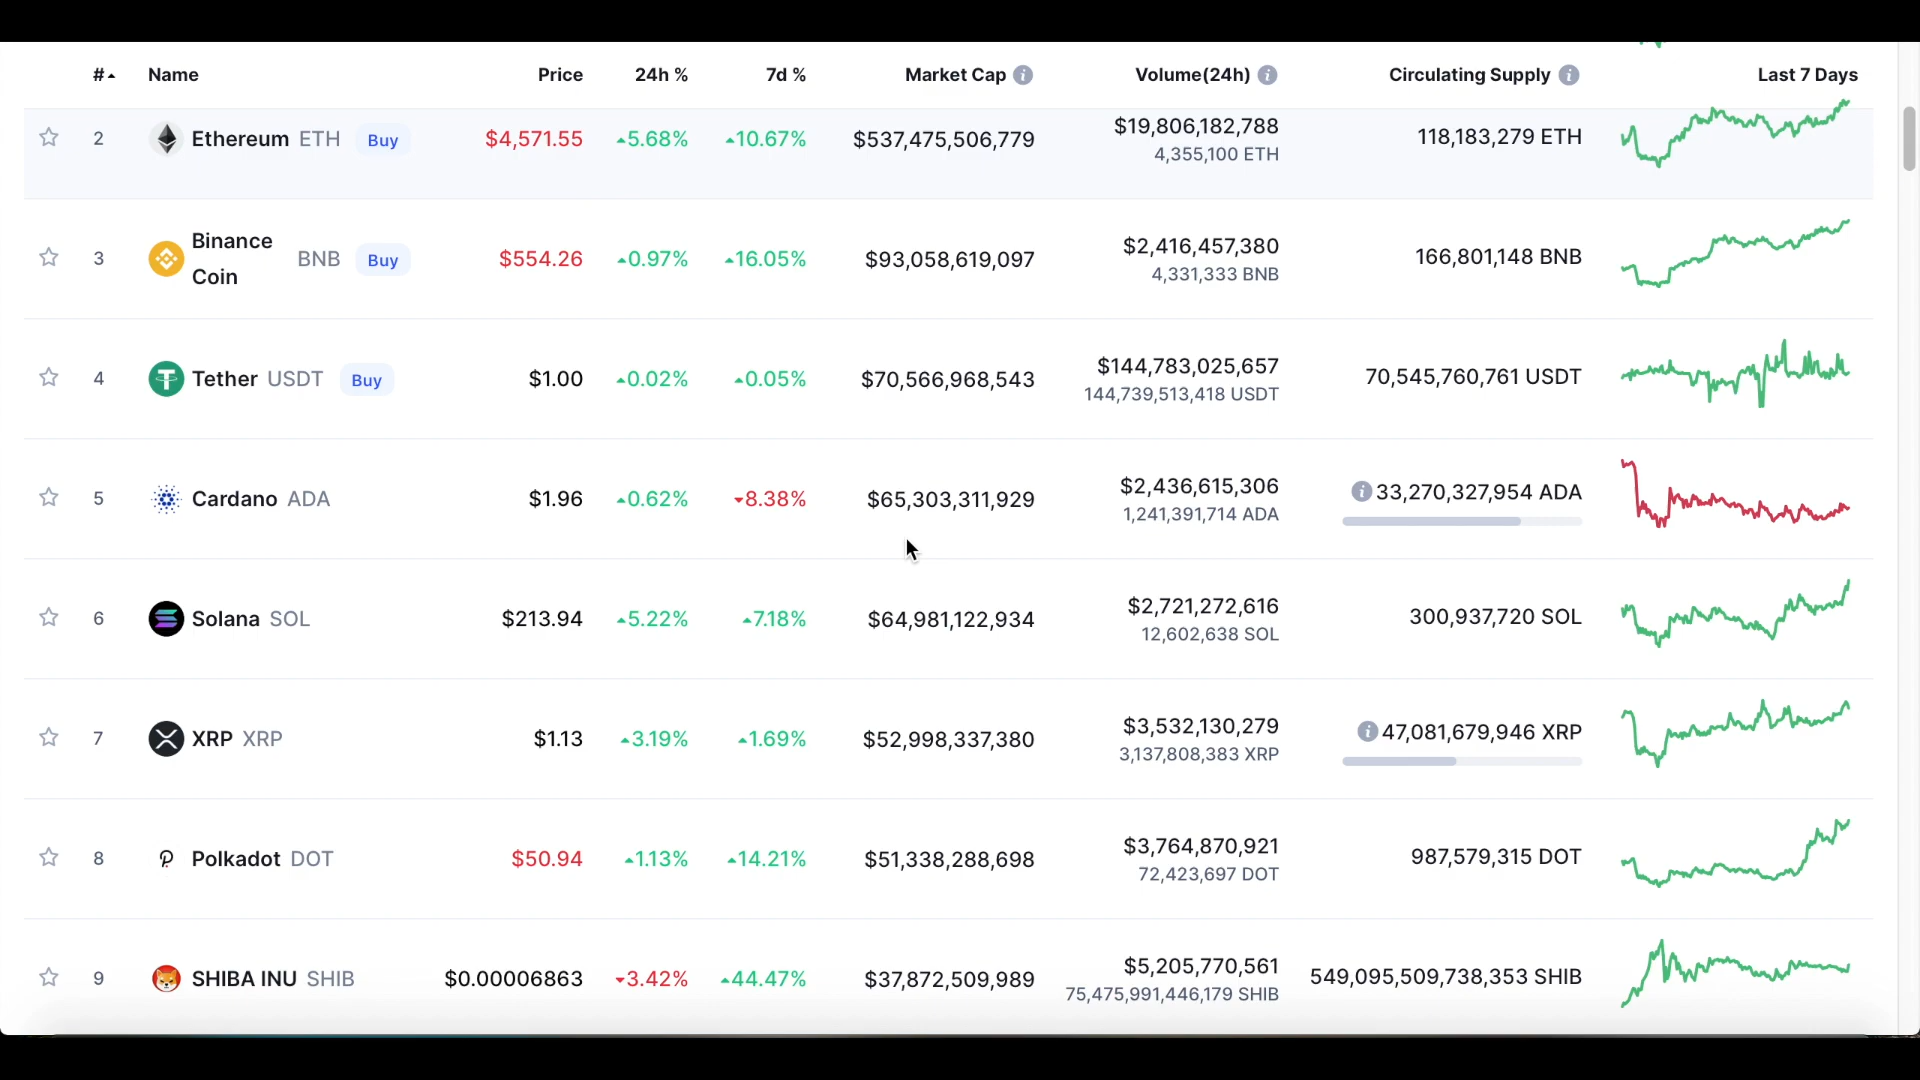 # Name Price 24h % 7d % Market Cap Volume(24h) Circulating Supply Last 7 Days
2 Ethereum ETH Buy $4,571.55 5.68% 10.67% $537,475,506,779 $19,806,182,788 118,183,279 ETH
4,355,100 ETH
3 Binance Coin BNB Buy $554.26 0.97% 16.05% $93,058,619,097 $2,416,457,380 166,801,148 BNB
4,331,333 BNB
4 Tether USDT Buy $1.00 0.02% 0.05% $70,566,968,543 $144,783,025,657 70,545,760,761 USDT
144,739,513,418 USDT
5 Cardano ADA $1.96 0.62% 8.38% $65,303,311,929 $2,436,615,306 33,270,327,954 ADA
1,241,391,714 ADA
6 Solana SOL $213.94 5.22% 7.18% $64,981,122,934 $2,721,272,616 300,937,720 SOL
12,602,638 SOL
7 XRP XRP $1.13 3.19% 1.69% $52,998,337,380 $3,532,130,279 47,081,679,946 XRP
3,137,808,383 XRP
8 Polkadot DOT $50.94 1.13% 14.21% $51,338,288,698 $3,764,870,921 987,579,315 DOT
72,423,697 DOT
9 SHIBA INU SHIB $0.00006863 3.42% 44.47% $37,872,509,989 $5,205,770,561 549,095,509,738,353 SHIB
75,475,991,446,179 SHIB